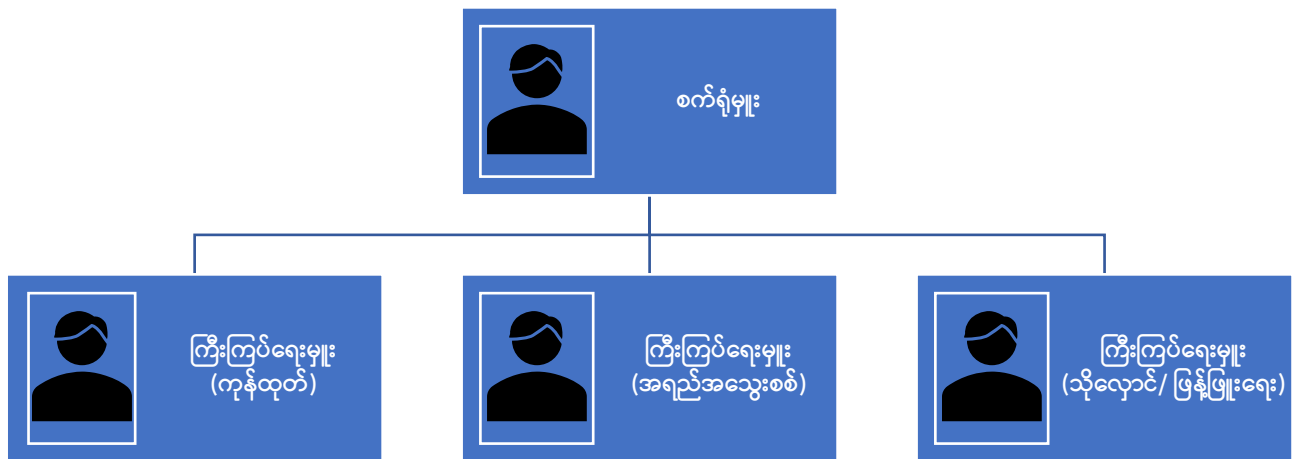 စက်ရုံမှူး
ကြီးကြပ်ရေးမှူး
(ကုန်ထုတ်)
ကြီးကြပ်ရေးမှူး
(အရည်အသွေးစစ်)
ကြီးကြပ်ရေးမှူး
(သိုလှောင်/ ဖြန့်ဖြူးရေး)